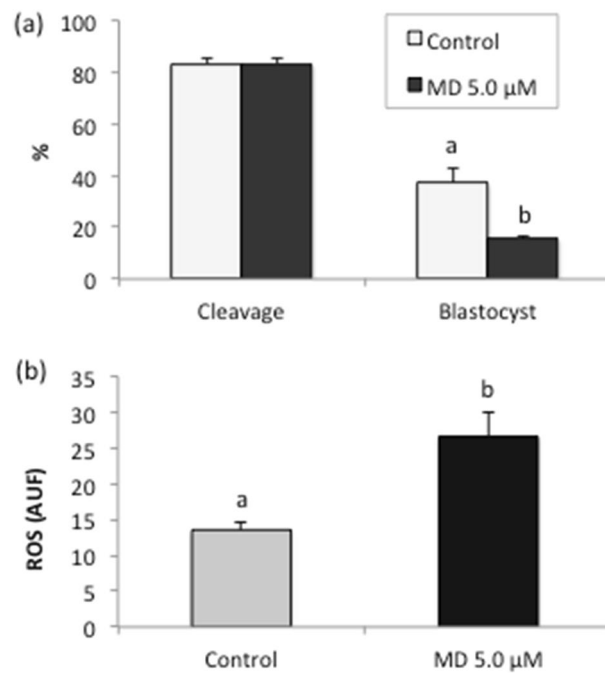 (a)
100
80
60
40
20
0
%
Control
MD 5.0 µM
a
b
Cleavage
Blastocyst
(b)
35
30
25
20
15
10
5
0
ROS (AUF)
a
b
Control
MD 5.0 µM